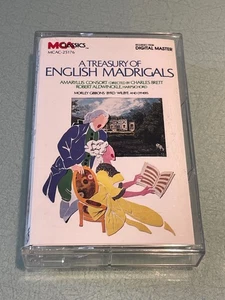 MCA CLASSICS
MCAC-25176
DIGITAL MASTER
A TREASURY OF
ENGLISH MADRIGALS
AMARYLLIS CONSORT DIRECTED BY CHARLES BRETT
ROBERT ALDWINCKLE, HARPSICHORD
MORLEY, GIBBONS, BYRD, WILBYE, AND OTHERS